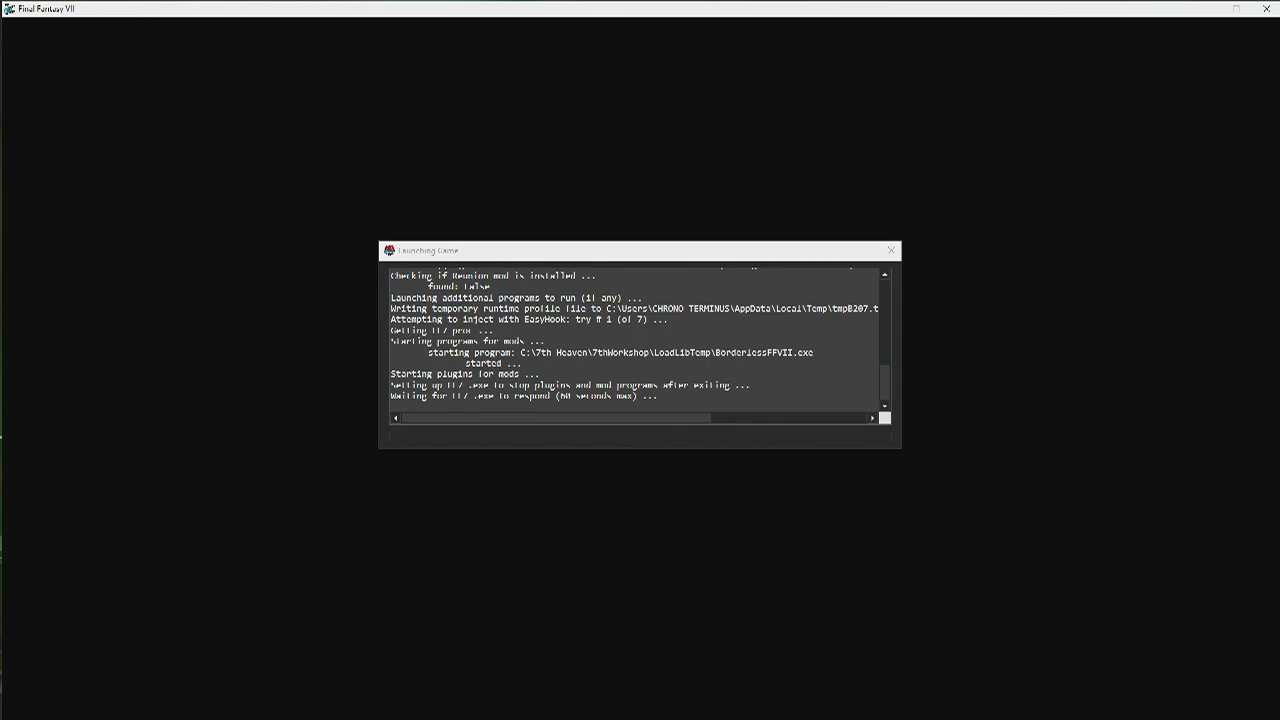 Final Fantasy VII
Launching Game
Checking if Reunion mod is installed ...
found: False
Launching additional programs to run (if any) ...
Writing temporary runtime profile file to C:\Users\CHRONO TERMINUS\AppData\Local\Temp\tmpB207.t
Attempting to inject with EasyHook: try # 1 (of 7) ...
Getting ff7 proc ...
Starting programs for mods ...
starting program: C:\7th Heaven\7thWorkshop\LoadLibTemp\BorderlessFFVII.exe
started ...
Starting plugins for mods ...
Setting up ff7 .exe to stop plugins and mod programs after exiting ...
Waiting for ff7 .exe to respond (60 seconds max) ...